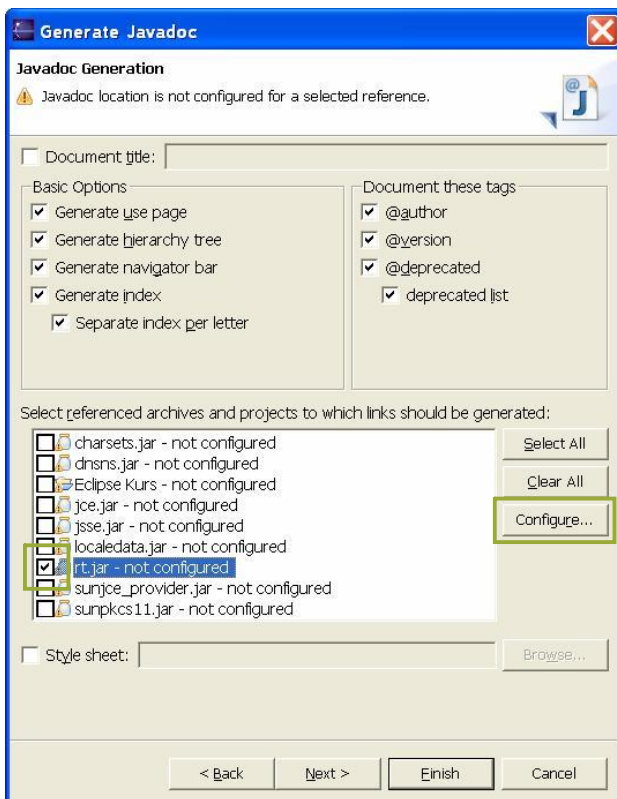 Generate Javadoc
Javadoc Generation
Javadoc location is not configured for a selected reference.
@
J
Document title:
Basic Options
Document these tags
Generate use page
@author
Generate hierarchy tree
@version
Generate navigator bar
@deprecated
Generate index
deprecated list
Separate index per letter
Select referenced archives and projects to which links should be generated:
charsets.jar - not configured
Select All
dnsns.jar - not configured
Eclipse Kurs - not configured
Clear All
jce.jar - not configured
Configure...
jsse.jar - not configured
localedata.jar - not configured
rt.jar - not configured
sunjce_provider.jar - not configured
sunpkcs11.jar - not configured
Style sheet:
Browse...
< Back
Next >
Finish
Cancel